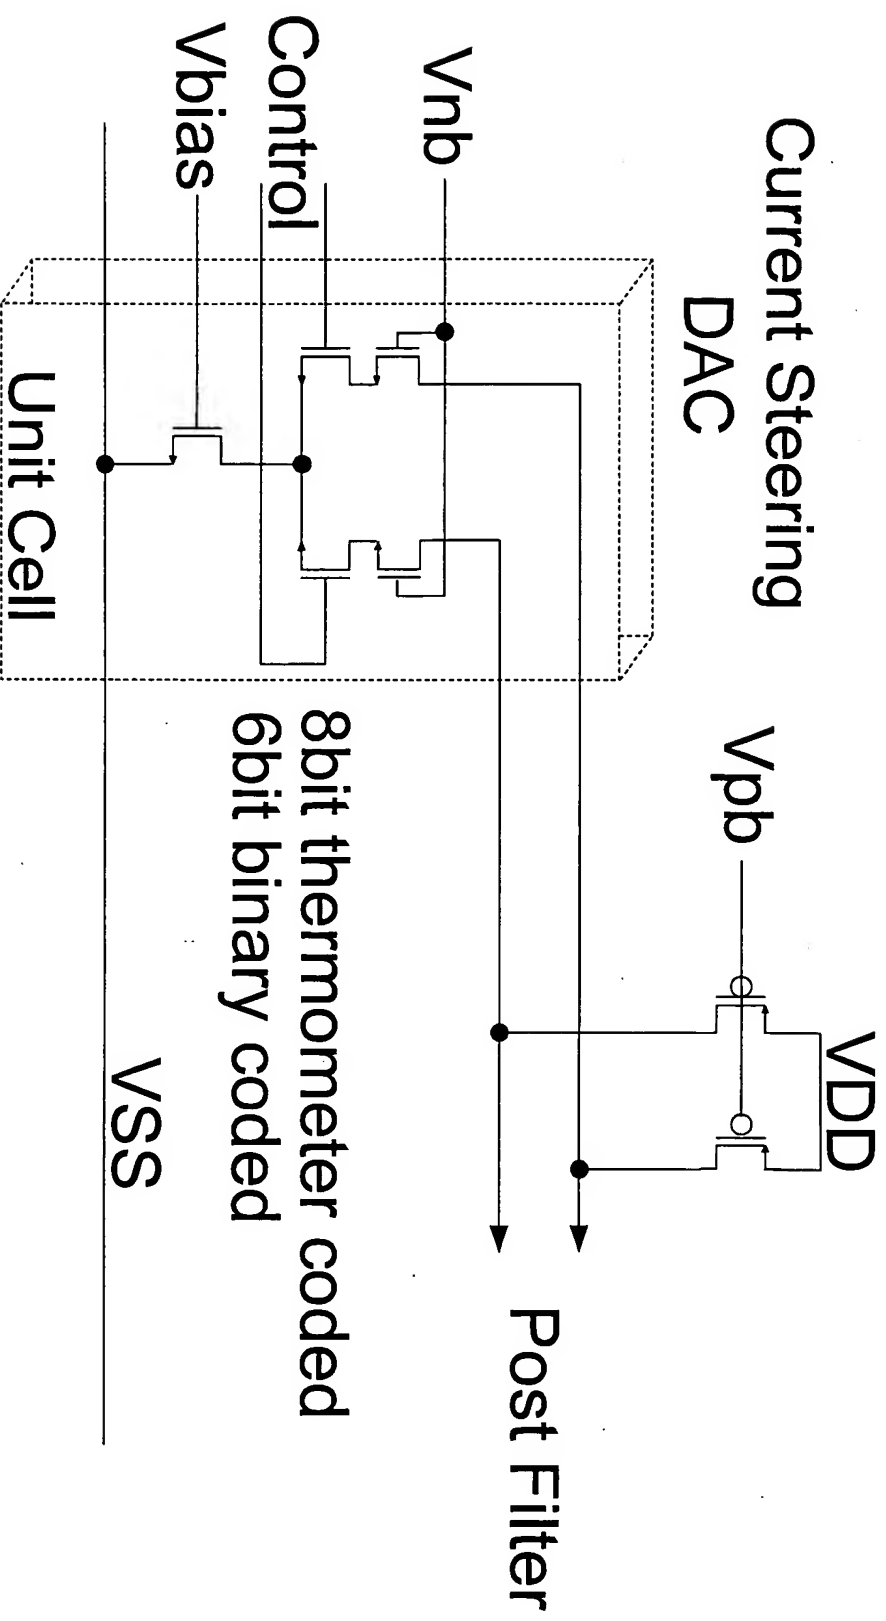 Current Steering
DAC
VDD
Vpb
Vnb
Control
Vbias
Post Filter
8bit thermometer coded
6bit binary coded
VSS
Unit Cell